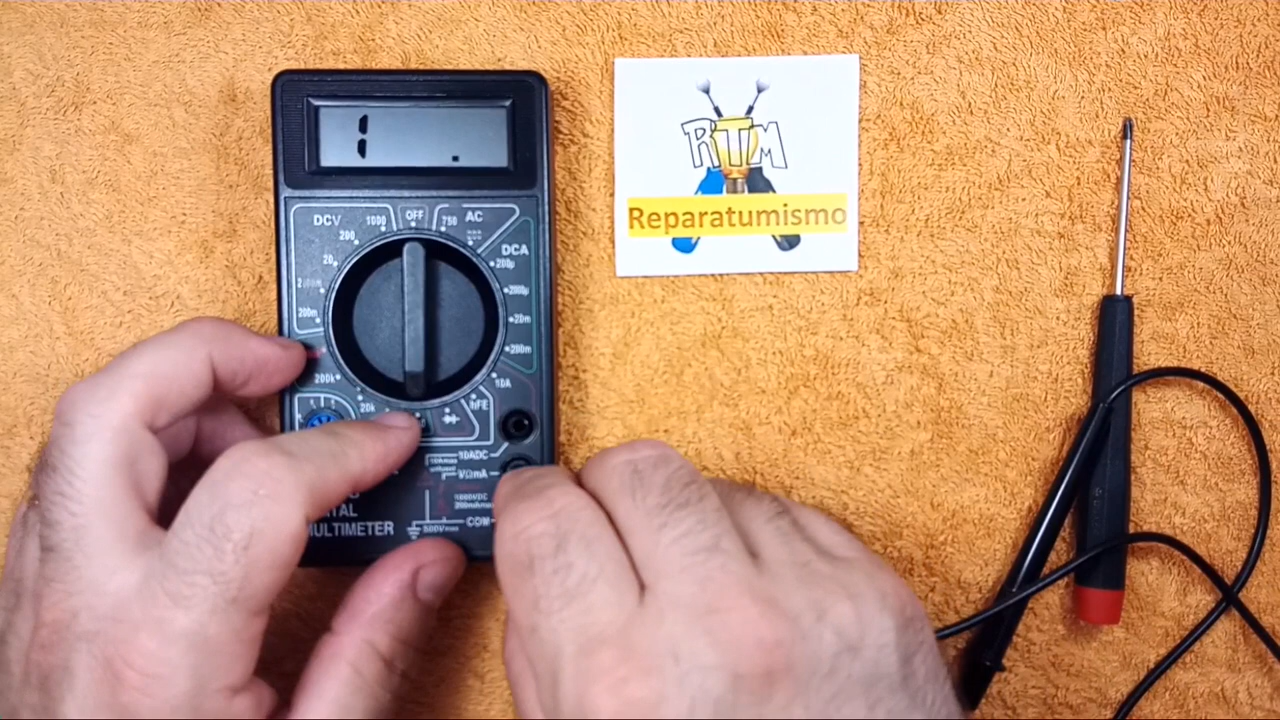 1 .
DCV
1000
OFF
750
AC
200
20
200m
DCA
200µ
20m
200m
10A
200k
20k
hFE
10ADC
VΩmA
COM
500Vmax
MULTIMETER
RTM
Reparatumismo